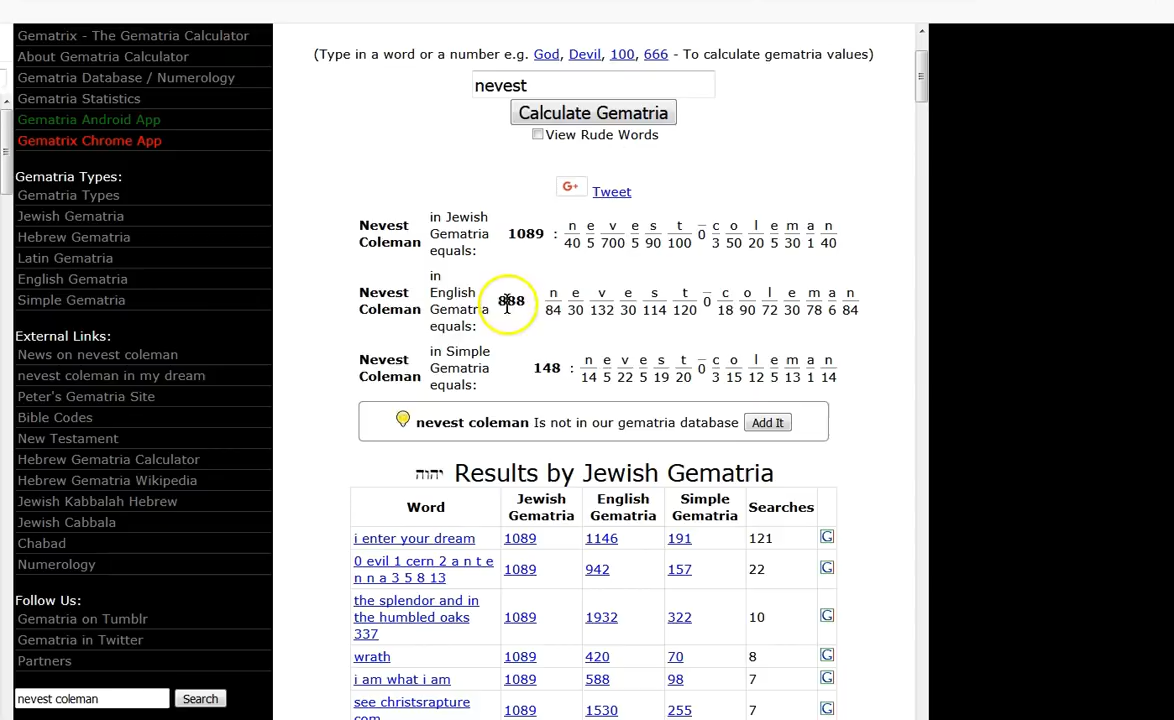 Gematrix - The Gematria Calculator
About Gematria Calculator
Gematria Database / Numerology
Gematria Statistics
Gematria Android App
Gematrix Chrome App
Gematria Types:
Gematria Types
Jewish Gematria
Hebrew Gematria
Latin Gematria
English Gematria
Simple Gematria
External Links:
News on nevest coleman
nevest coleman in my dream
Peter's Gematria Site
Bible Codes
New Testament
Hebrew Gematria Calculator
Hebrew Gematria Wikipedia
Jewish Kabbalah Hebrew
Jewish Cabbala
Chabad
Numerology
Follow Us:
Gematria on Tumblr
Gematria in Twitter
Partners
nevest coleman Search
(Type in a word or a number e.g. God, Devil, 100, 666 - To calculate gematria values)
nevest
Calculate Gematria
View Rude Words
G+ Tweet
Nevest Coleman in Jewish Gematria equals: 1089 : n e v e s t _ c o l e m a n
40 5 700 5 90 100 0 3 50 20 5 30 1 40
Nevest Coleman in English Gematria equals: 888 n e v e s t _ c o l e m a n
84 30 132 30 114 120 0 18 90 72 30 78 6 84
Nevest Coleman in Simple Gematria equals: 148 : n e v e s t _ c o l e m a n
14 5 22 5 19 20 0 3 15 12 5 13 1 14
nevest coleman Is not in our gematria database Add It
יהוה Results by Jewish Gematria
Word Jewish Gematria English Gematria Simple Gematria Searches
i enter your dream 1089 1146 191 121 G
0 evil 1 cern 2 a n t e n n a 3 5 8 13 1089 942 157 22 G
the splendor and in the humbled oaks 337 1089 1932 322 10 G
wrath 1089 420 70 8 G
i am what i am 1089 588 98 7 G
see christsrapture com 1089 1530 255 7 G